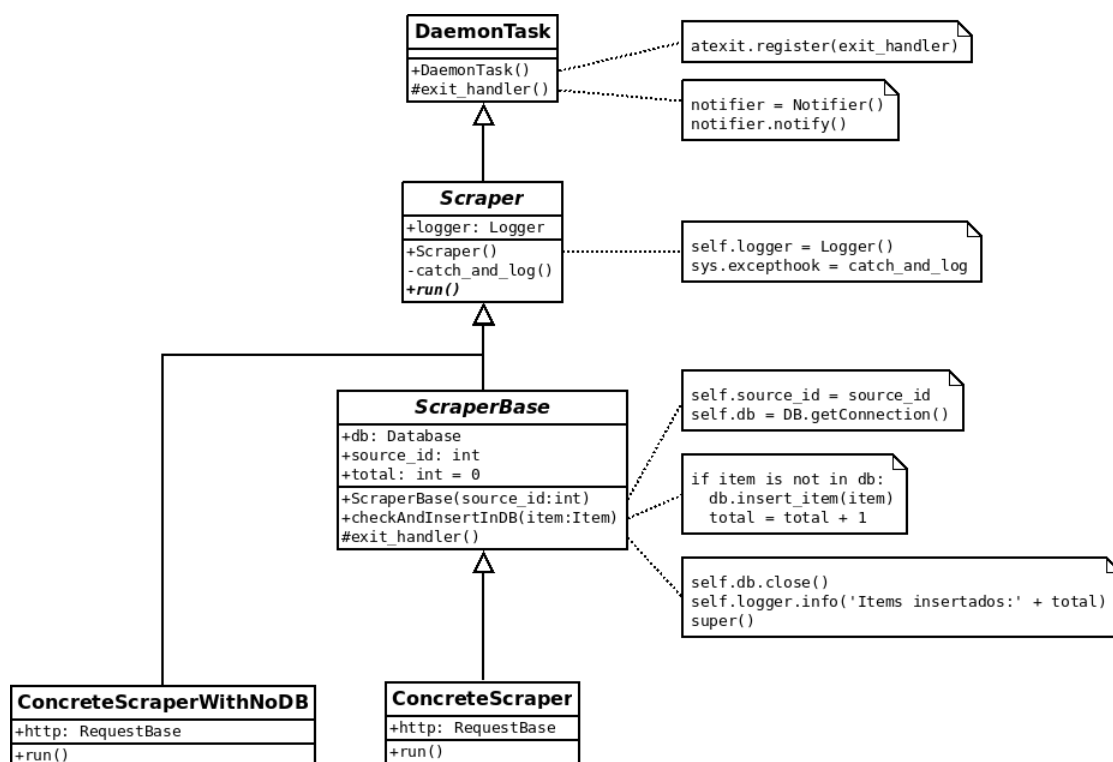 DaemonTask
+DaemonTask()
#exit_handler()
atexit.register(exit_handler)
notifier = Notifier()
notifier.notify()
Scraper
+logger: Logger
+Scraper()
-catch_and_log()
+run()
self.logger = Logger()
sys.excepthook = catch_and_log
ScraperBase
+db: Database
+source_id: int
+total: int = 0
+ScraperBase(source_id:int)
+checkAndInsertInDB(item:Item)
#exit_handler()
self.source_id = source_id
self.db = DB.getConnection()
if item is not in db:
db.insert_item(item)
total = total + 1
self.db.close()
self.logger.info('Items insertados:' + total)
super()
ConcreteScraperWithNoDB
+http: RequestBase
+run()
ConcreteScraper
+http: RequestBase
+run()